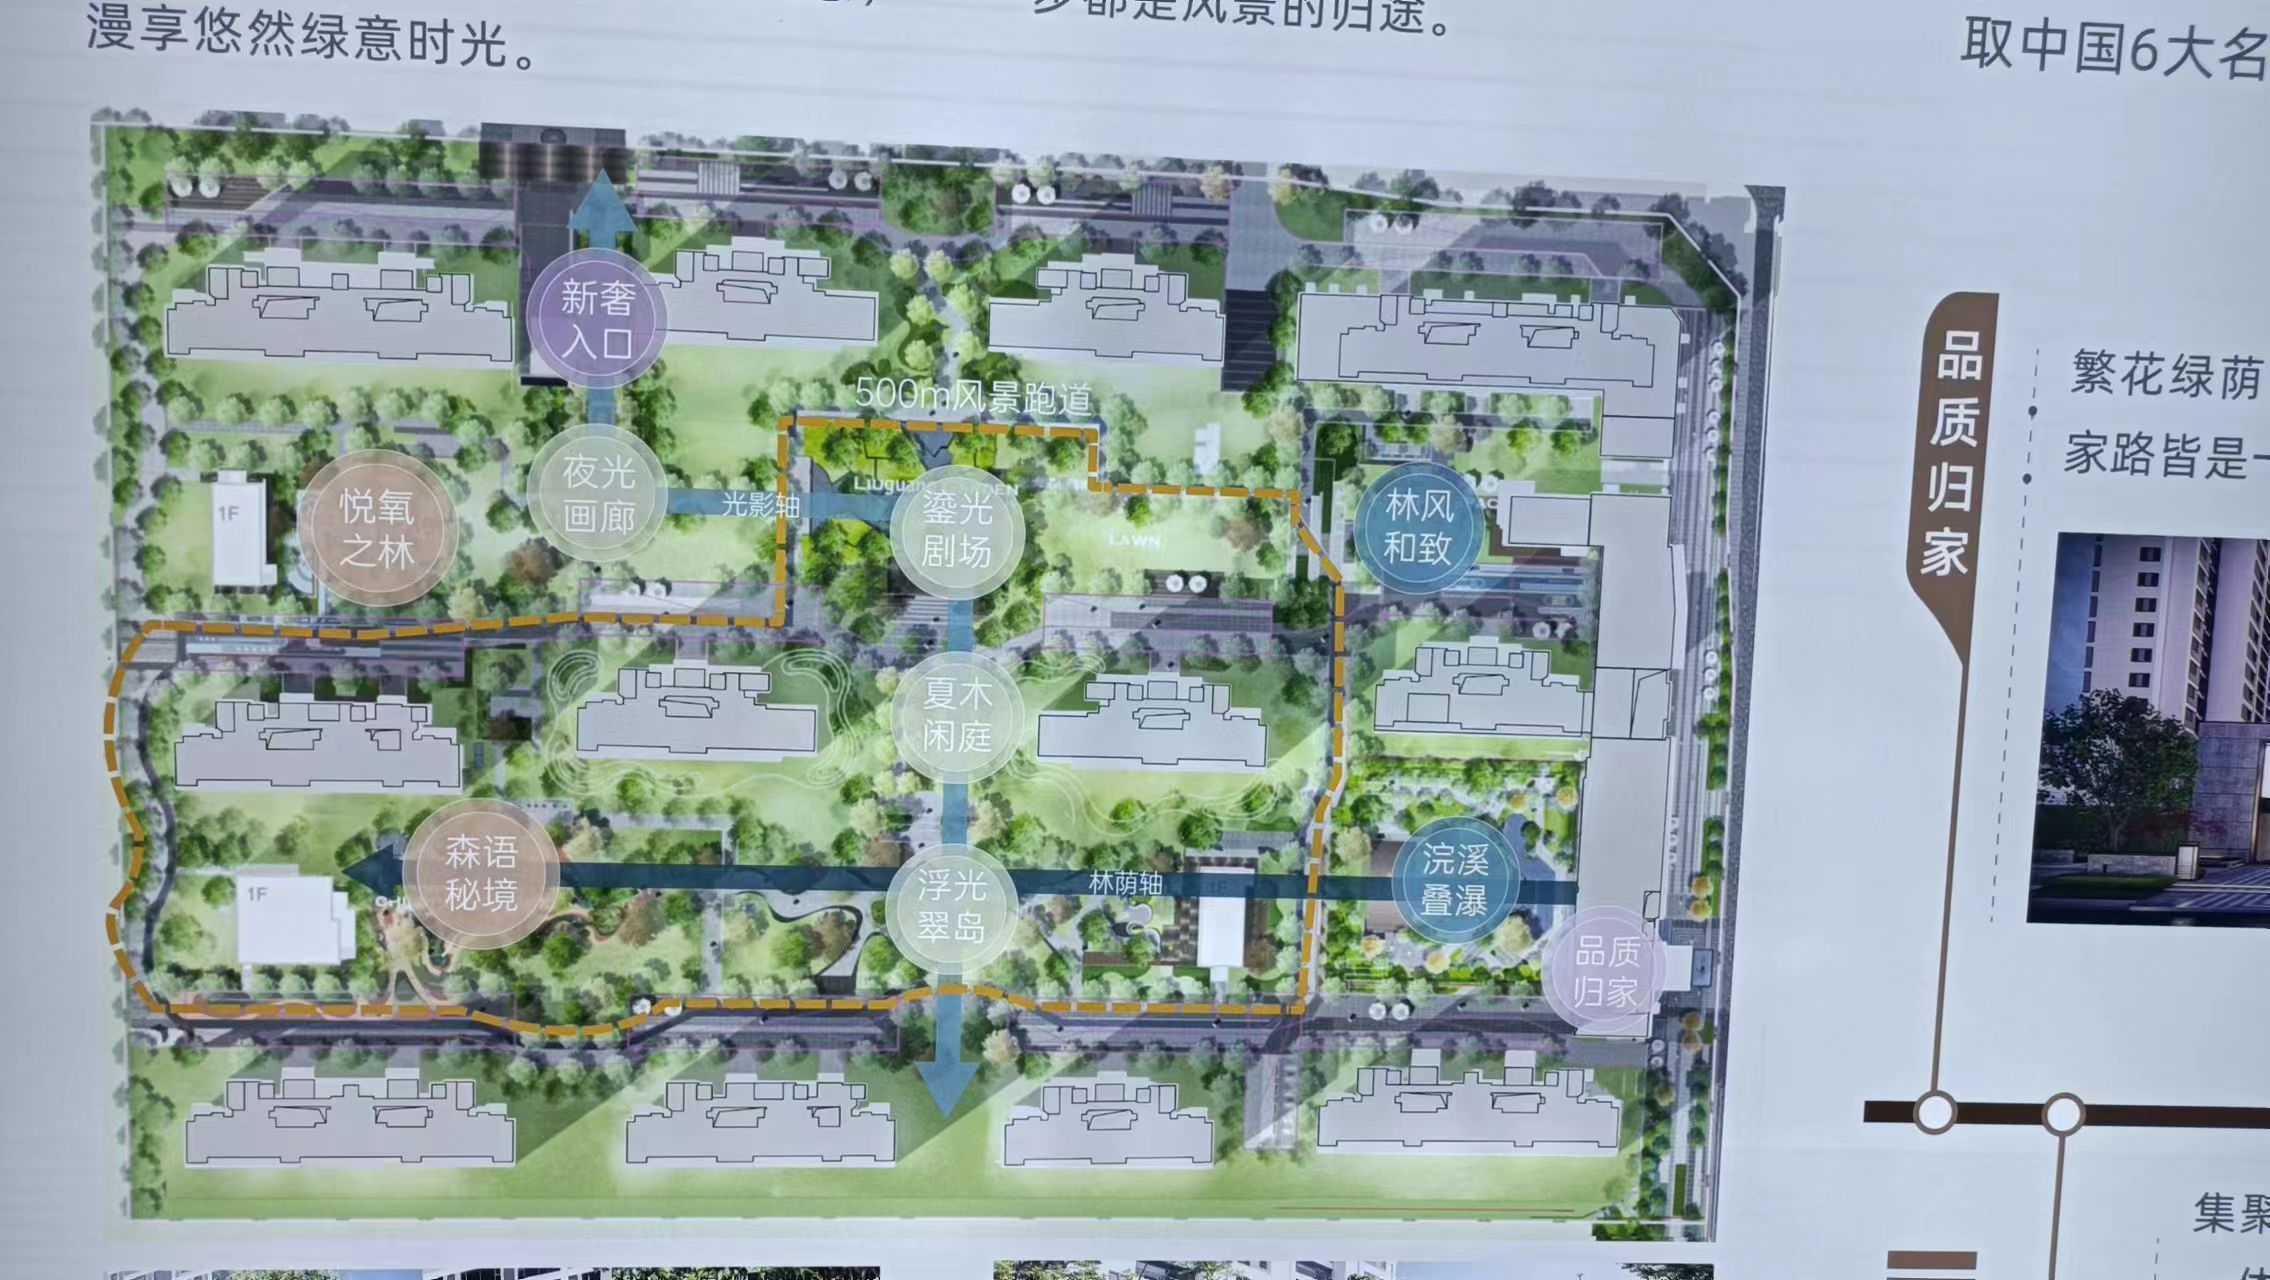 漫享悠然绿意时光。
步都是风景的归途。
取中国6大名
新奢
入口
500m风景跑道
夜光
画廊
光影轴
鎏光
剧场
LAWN
悦氧
之林
1F
林风
和致
夏木
闲庭
森语
秘境
1F
浮光
翠岛
林荫轴
浣溪
叠瀑
品质
归家
品质归家
繁花绿荫
家路皆是一
集聚